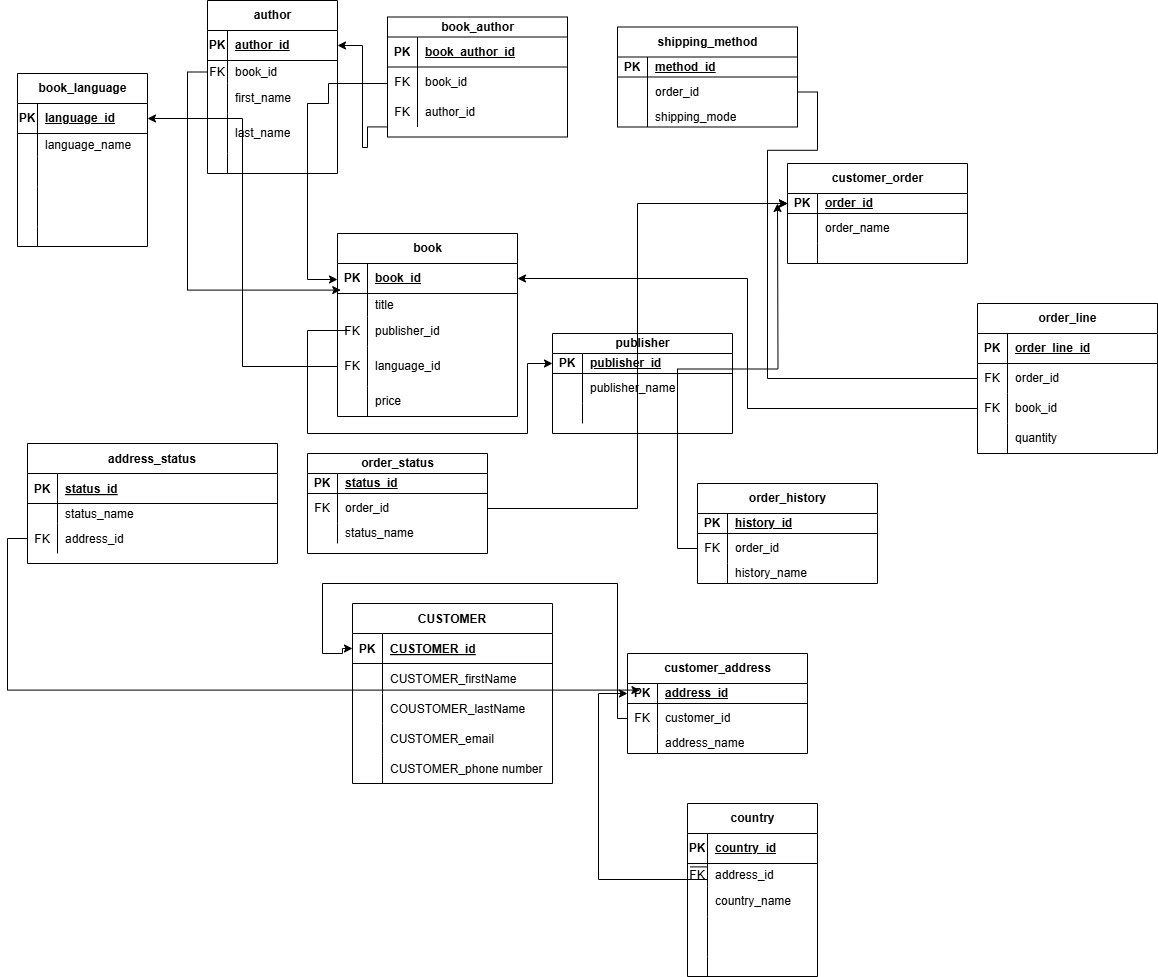 author
PK author_id
FK book_id
first_name
last_name
book_author
PK book_author_id
FK book_id
FK author_id
shipping_method
PK method_id
order_id
shipping_mode
book_language
PK language_id
language_name
customer_order
PK order_id
order_name
book
PK book_id
title
FK publisher_id
FK language_id
price
publisher
PK publisher_id
publisher_name
order_line
PK order_line_id
FK order_id
FK book_id
quantity
address_status
PK status_id
status_name
FK address_id
order_status
PK status_id
FK order_id
status_name
order_history
PK history_id
FK order_id
history_name
CUSTOMER
PK CUSTOMER_id
CUSTOMER_firstName
COUSTOMER_lastName
CUSTOMER_email
CUSTOMER_phone number
customer_address
PK address_id
FK customer_id
address_name
country
PK country_id
FK address_id
country_name